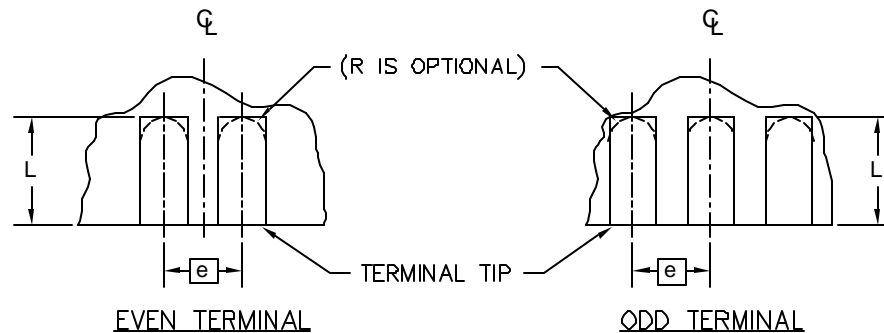 ℄ ℄
(R IS OPTIONAL)
L L
e e
TERMINAL TIP
EVEN TERMINAL ODD TERMINAL